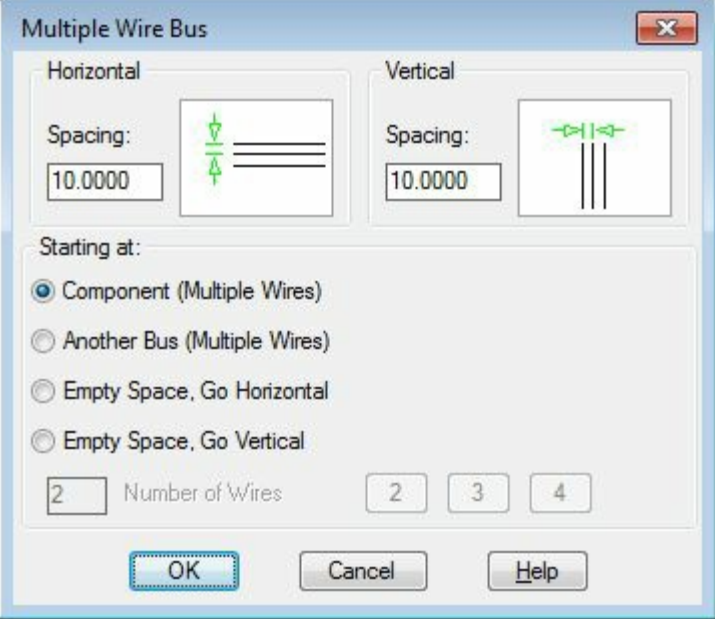 Multiple Wire Bus
Horizontal
Spacing:
10.0000
Vertical
Spacing:
10.0000
Starting at:
Component (Multiple Wires)
Another Bus (Multiple Wires)
Empty Space, Go Horizontal
Empty Space, Go Vertical
2 Number of Wires 2 3 4
OK Cancel Help